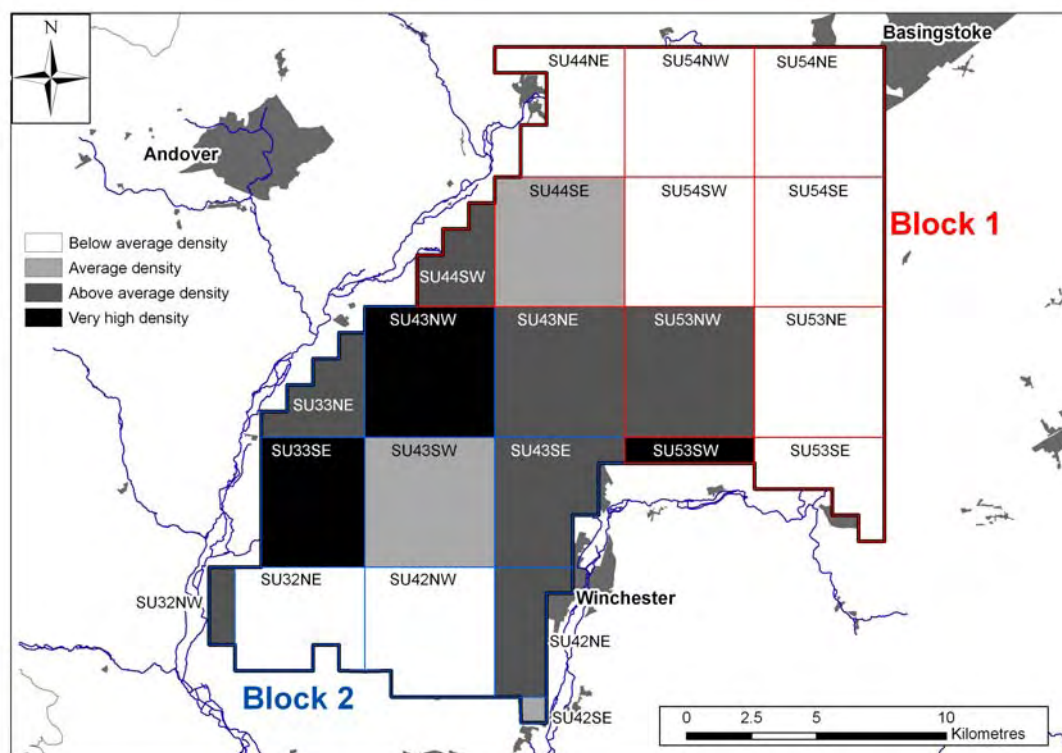 N
Basingstoke
SU44NE
SU54NW
SU54NE
Andover
SU44SE
SU54SW
SU54SE
Block 1
Below average density
Average density
Above average density
Very high density
SU44SW
SU43NW
SU43NE
SU53NW
SU53NE
SU33NE
SU33SE
SU43SW
SU43SE
SU53SW
SU53SE
SU32NW
SU32NE
SU42NW
Winchester
SU42NE
Block 2
SU42SE
0 2.5 5 10
Kilometres